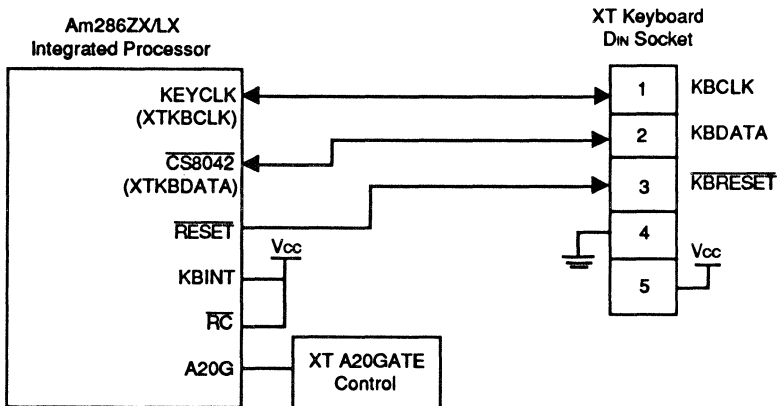 Am286ZX/LX
Integrated Processor
KEYCLK
(XTKBCLK)
CS8042
(XTKBDATA)
RESET
Vcc
KBINT
RC
A20G
XT A20GATE
Control
XT Keyboard
DIN Socket
1 KBCLK
2 KBDATA
3 KBRESET
4
5
Vcc